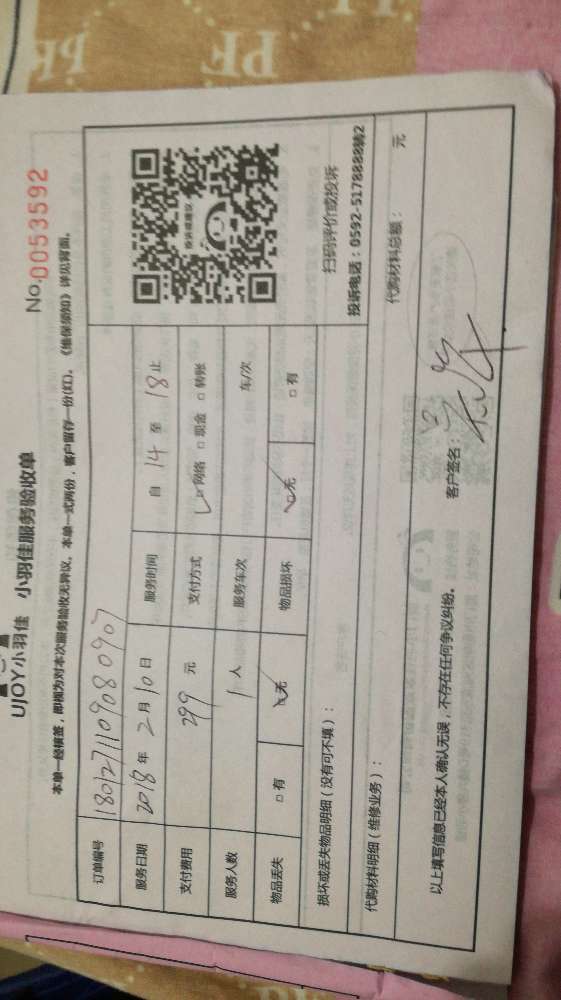 UJOY小羽佳 小羽佳服务验收单
No.0053592
本单一经核签，即视为对本次服务验收无异议。本单一式两份，客户留存一份(红)。《维保须知》详见背面。
订单编号 1801271109080907
服务日期 2018 年 2 月 10 日 服务时间 自 14 至 18 止
支付费用 299 元 支付方式 网络 □ 现金 □ 转账
服务人数 1 人 服务车次 车/次
物品丢失 □ 有 □ 无 物品损坏 □ 无 □ 有
投诉或建议
扫码评价或投诉
投诉电话：0592-5178888转2
损坏或丢失物品明细（没有可不填）：
代购材料明细（维修业务）： 代购材料总额： 元
以上填写信息已经本人确认无误，不存在任何争议纠纷。 客户签名：